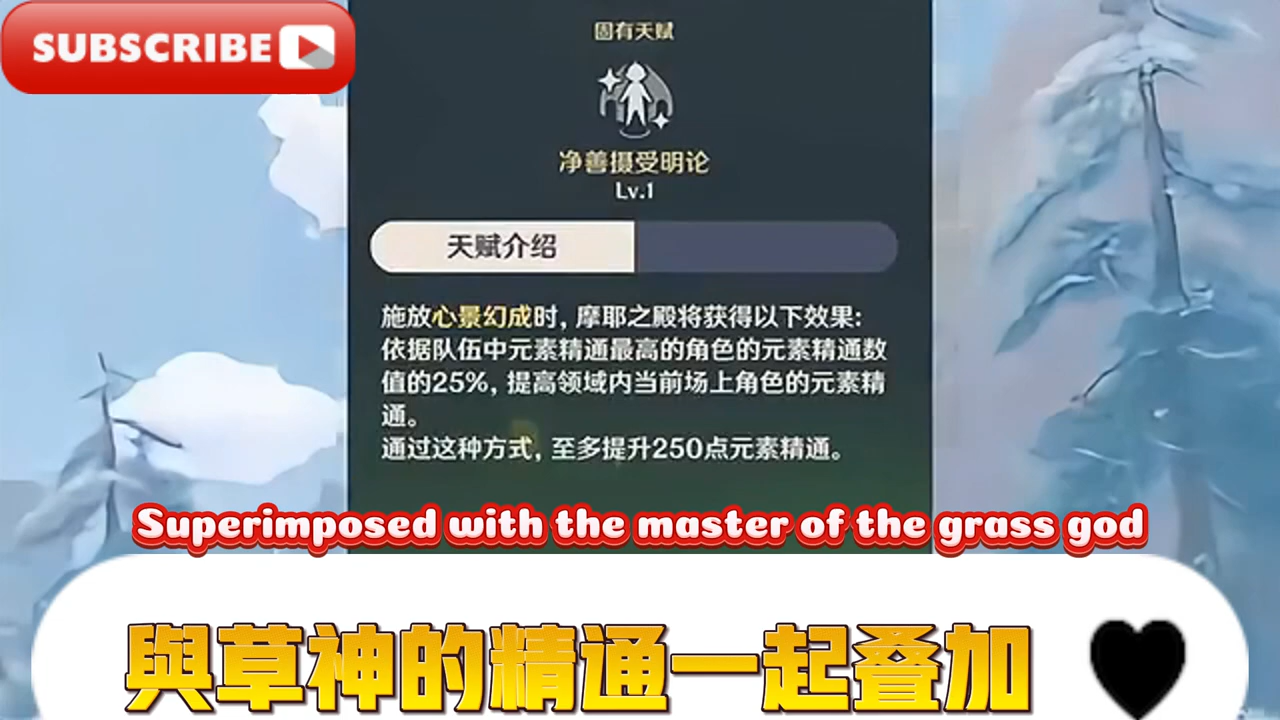 SUBSCRIBE
固有天赋
净善摄受明论
Lv.1
天赋介绍
施放心景幻成时, 摩耶之殿将获得以下效果:
依据队伍中元素精通最高的角色的元素精通数
值的25%, 提高领域内当前场上角色的元素精
通。
通过这种方式, 至多提升250点元素精通。
Superimposed with the master of the grass god
與草神的精通一起叠加